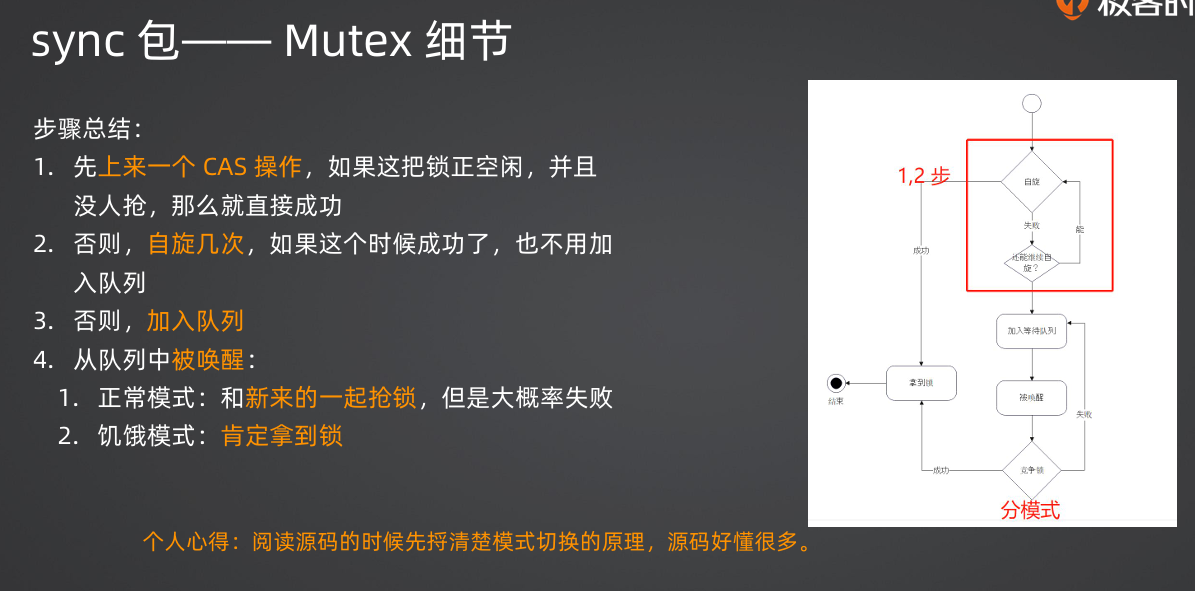 极客时
sync 包—— Mutex 细节
步骤总结：
1. 先上来一个 CAS 操作，如果这把锁正空闲，并且
没人抢，那么就直接成功
2. 否则，自旋几次，如果这个时候成功了，也不用加
入队列
3. 否则，加入队列
4. 从队列中被唤醒：
1. 正常模式：和新来的一起抢锁，但是大概率失败
2. 饥饿模式：肯定拿到锁
1,2 步
自旋
失败
能
成功
还能继续自
旋？
加入等待队列
拿到锁
结束
被唤醒
失败
成功
竞争锁
分模式
个人心得：阅读源码的时候先捋清楚模式切换的原理，源码好懂很多。